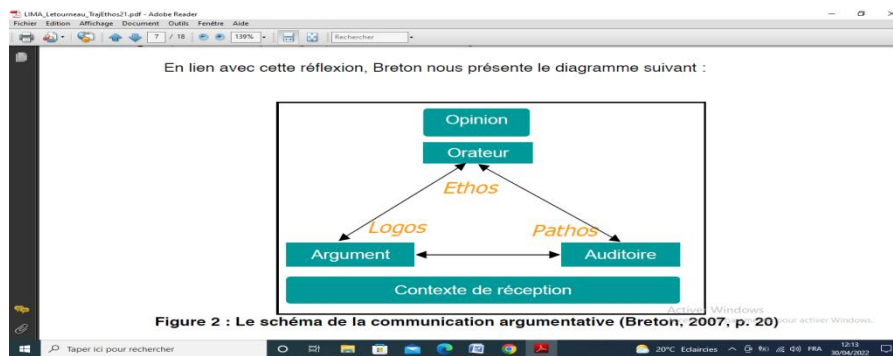 LIMA_Letourneau_TrajEthos21.pdf - Adobe Reader
Fichier Edition Affichage Document Outils Fenêtre Aide
7 / 18 139% Rechercher
En lien avec cette réflexion, Breton nous présente le diagramme suivant :
Opinion
Orateur
Ethos
Logos Pathos
Argument Auditoire
Contexte de réception
Activer Windows
Figure 2 : Le schéma de la communication argumentative (Breton, 2007, p. 20)
pour activer Windows.
Taper ici pour rechercher
20°C Eclaircies
FRA
12:13
30/04/2022